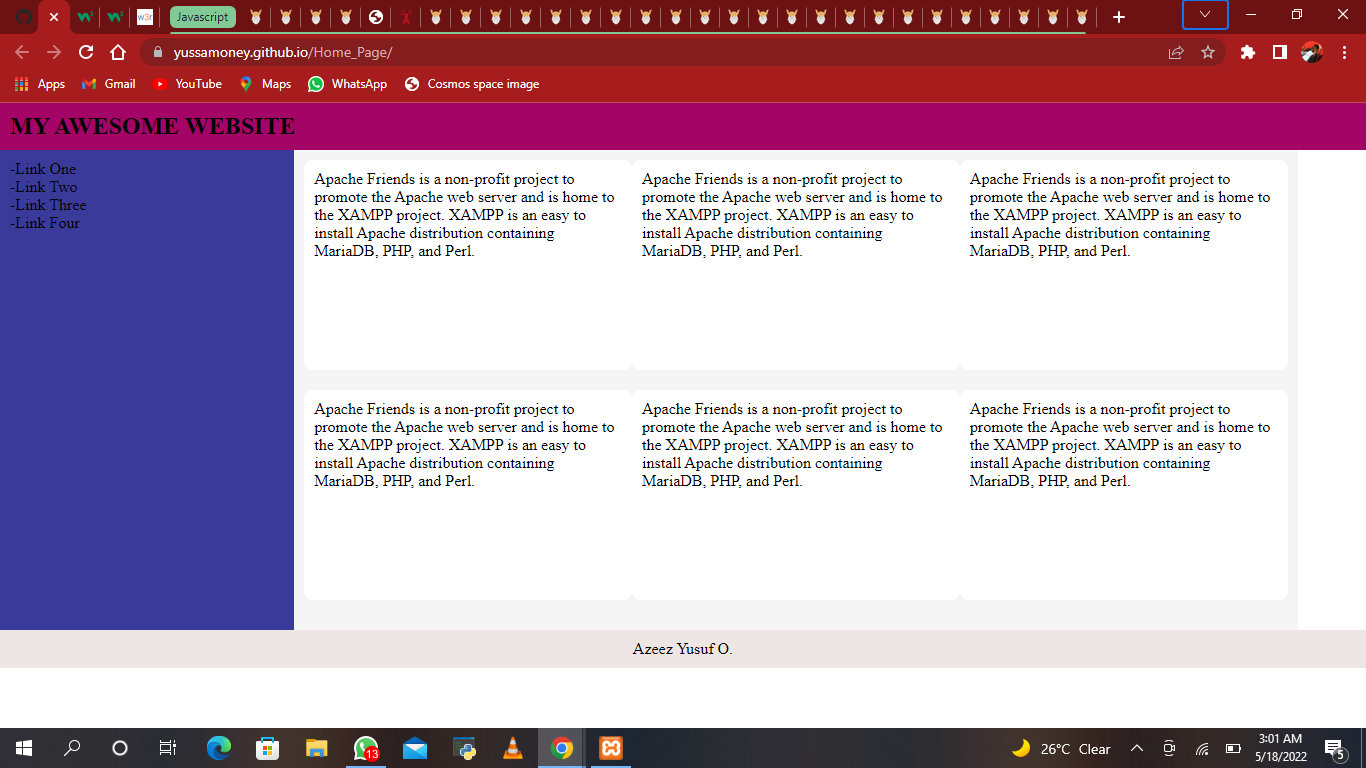 w3r
Javascript
yussamoney.github.io/Home_Page/
Apps Gmail YouTube Maps WhatsApp Cosmos space image
MY AWESOME WEBSITE
-Link One
-Link Two
-Link Three
-Link Four
Apache Friends is a non-profit project to
promote the Apache web server and is home to
the XAMPP project. XAMPP is an easy to
install Apache distribution containing
MariaDB, PHP, and Perl.
Apache Friends is a non-profit project to
promote the Apache web server and is home to
the XAMPP project. XAMPP is an easy to
install Apache distribution containing
MariaDB, PHP, and Perl.
Apache Friends is a non-profit project to
promote the Apache web server and is home to
the XAMPP project. XAMPP is an easy to
install Apache distribution containing
MariaDB, PHP, and Perl.
Apache Friends is a non-profit project to
promote the Apache web server and is home to
the XAMPP project. XAMPP is an easy to
install Apache distribution containing
MariaDB, PHP, and Perl.
Apache Friends is a non-profit project to
promote the Apache web server and is home to
the XAMPP project. XAMPP is an easy to
install Apache distribution containing
MariaDB, PHP, and Perl.
Apache Friends is a non-profit project to
promote the Apache web server and is home to
the XAMPP project. XAMPP is an easy to
install Apache distribution containing
MariaDB, PHP, and Perl.
Azeez Yusuf O.
13
26°C Clear
3:01 AM
5/18/2022
5